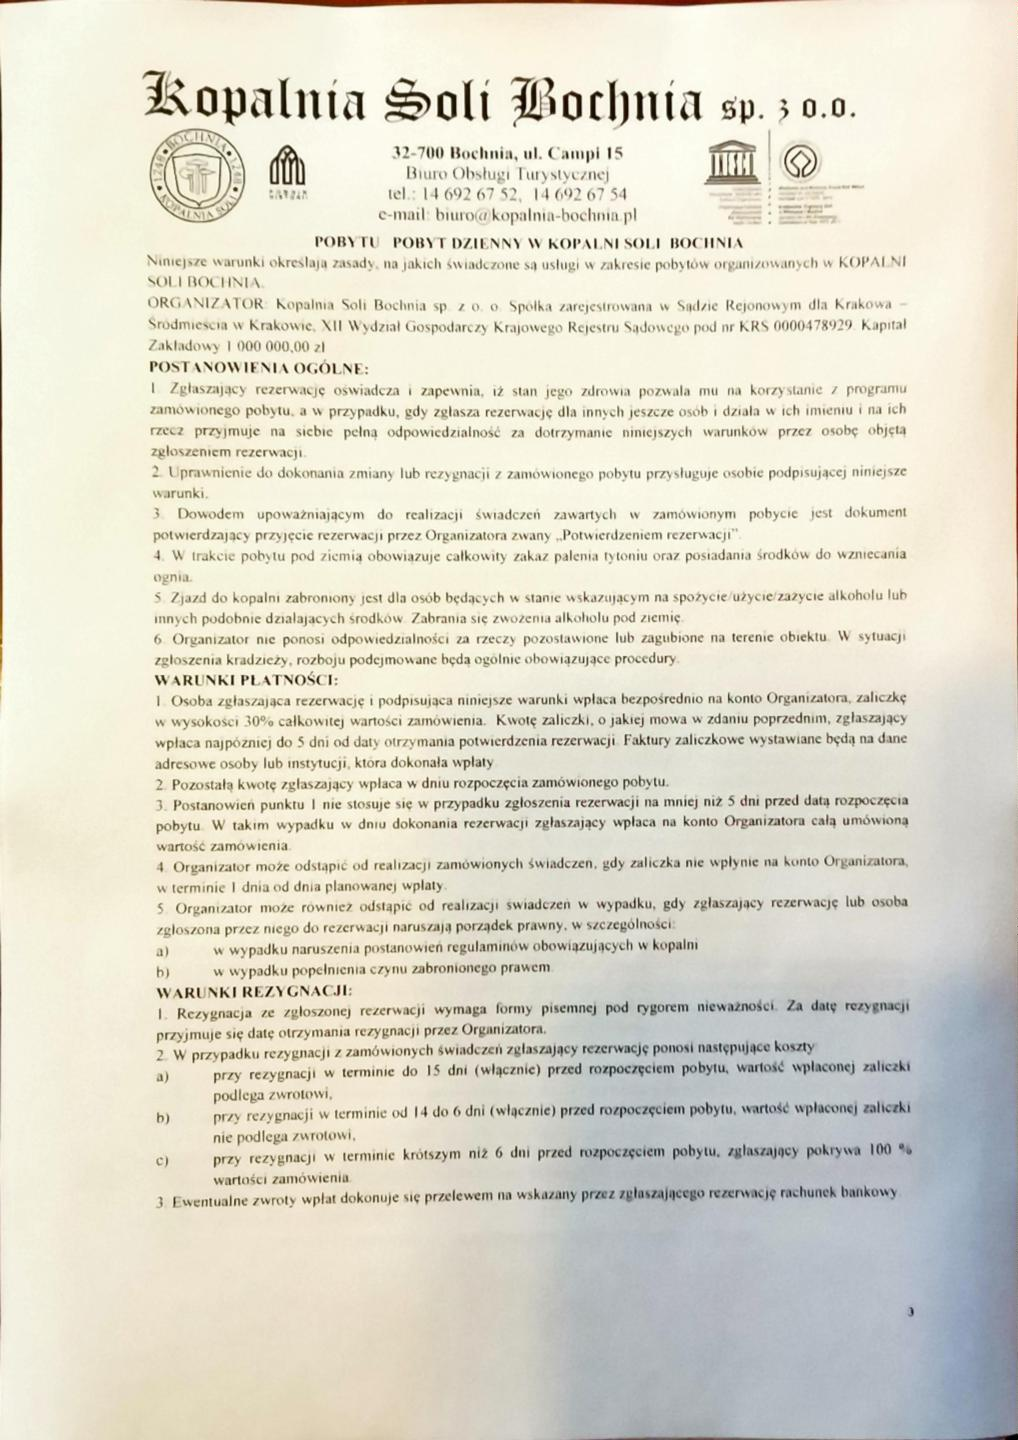 Kopalnia Soli Bochnia sp. z o.o.
BOCHNIA
1248 1248
KOPALNIA SOLI
32-700 Bochnia, ul. Campi 15
Biuro Obsługi Turystycznej
tel.: 14 692 67 52, 14 692 67 54
e-mail: biuro@kopalnia-bochnia.pl
POBYTU POBYT DZIENNY W KOPALNI SOLI BOCHNIA
Niniejsze warunki określają zasady, na jakich świadczone są usługi w zakresie pobytów organizowanych w KOPALNI
SOLI BOCHNIA.
ORGANIZATOR: Kopalnia Soli Bochnia sp. z o. o. Spółka zarejestrowana w Sądzie Rejonowym dla Krakowa –
Śródmieścia w Krakowie, XII Wydział Gospodarczy Krajowego Rejestru Sądowego pod nr KRS 0000478929. Kapitał
Zakładowy 1 000 000,00 zł
POSTANOWIENIA OGÓLNE:
1. Zgłaszający rezerwację oświadcza i zapewnia, iż stan jego zdrowia pozwala mu na korzystanie z programu
zamówionego pobytu, a w przypadku, gdy zgłasza rezerwację dla innych jeszcze osób i działa w ich imieniu i na ich
rzecz przyjmuje na siebie pełną odpowiedzialność za dotrzymanie niniejszych warunków przez osobę objętą
zgłoszeniem rezerwacji.
2. Uprawnienie do dokonania zmiany lub rezygnacji z zamówionego pobytu przysługuje osobie podpisującej niniejsze
warunki.
3. Dowodem upoważniającym do realizacji świadczeń zawartych w zamówionym pobycie jest dokument
potwierdzający przyjęcie rezerwacji przez Organizatora zwany „Potwierdzeniem rezerwacji".
4. W trakcie pobytu pod ziemią obowiązuje całkowity zakaz palenia tytoniu oraz posiadania środków do wzniecania
ognia.
5. Zjazd do kopalni zabroniony jest dla osób będących w stanie wskazującym na spożycie/użycie/zażycie alkoholu lub
innych podobnie działających środków. Zabrania się zwożenia alkoholu pod ziemię.
6. Organizator nie ponosi odpowiedzialności za rzeczy pozostawione lub zagubione na terenie obiektu. W sytuacji
zgłoszenia kradzieży, rozboju podejmowane będą ogólnie obowiązujące procedury.
WARUNKI PŁATNOŚCI:
1. Osoba zgłaszająca rezerwację i podpisująca niniejsze warunki wpłaca bezpośrednio na konto Organizatora, zaliczkę
w wysokości 30% całkowitej wartości zamówienia. Kwotę zaliczki, o jakiej mowa w zdaniu poprzednim, zgłaszający
wpłaca najpóźniej do 5 dni od daty otrzymania potwierdzenia rezerwacji. Faktury zaliczkowe wystawiane będą na dane
adresowe osoby lub instytucji, która dokonała wpłaty.
2. Pozostałą kwotę zgłaszający wpłaca w dniu rozpoczęcia zamówionego pobytu.
3. Postanowień punktu 1 nie stosuje się w przypadku zgłoszenia rezerwacji na mniej niż 5 dni przed datą rozpoczęcia
pobytu. W takim wypadku w dniu dokonania rezerwacji zgłaszający wpłaca na konto Organizatora całą umówioną
wartość zamówienia.
4. Organizator może odstąpić od realizacji zamówionych świadczeń, gdy zaliczka nie wpłynie na konto Organizatora,
w terminie 1 dnia od dnia planowanej wpłaty.
5. Organizator może również odstąpić od realizacji świadczeń w wypadku, gdy zgłaszający rezerwację lub osoba
zgłoszona przez niego do rezerwacji naruszają porządek prawny, w szczególności:
a) w wypadku naruszenia postanowień regulaminów obowiązujących w kopalni
b) w wypadku popełnienia czynu zabronionego prawem.
WARUNKI REZYGNACJI:
1. Rezygnacja ze zgłoszonej rezerwacji wymaga formy pisemnej pod rygorem nieważności. Za datę rezygnacji
przyjmuje się datę otrzymania rezygnacji przez Organizatora.
2. W przypadku rezygnacji z zamówionych świadczeń zgłaszający rezerwację ponosi następujące koszty
a) przy rezygnacji w terminie do 15 dni (włącznie) przed rozpoczęciem pobytu, wartość wpłaconej zaliczki
podlega zwrotowi,
b) przy rezygnacji w terminie od 14 do 6 dni (włącznie) przed rozpoczęciem pobytu, wartość wpłaconej zaliczki
nie podlega zwrotowi,
c) przy rezygnacji w terminie krótszym niż 6 dni przed rozpoczęciem pobytu, zgłaszający pokrywa 100 %
wartości zamówienia.
3. Ewentualne zwroty wpłat dokonuje się przelewem na wskazany przez zgłaszającego rezerwację rachunek bankowy.
3